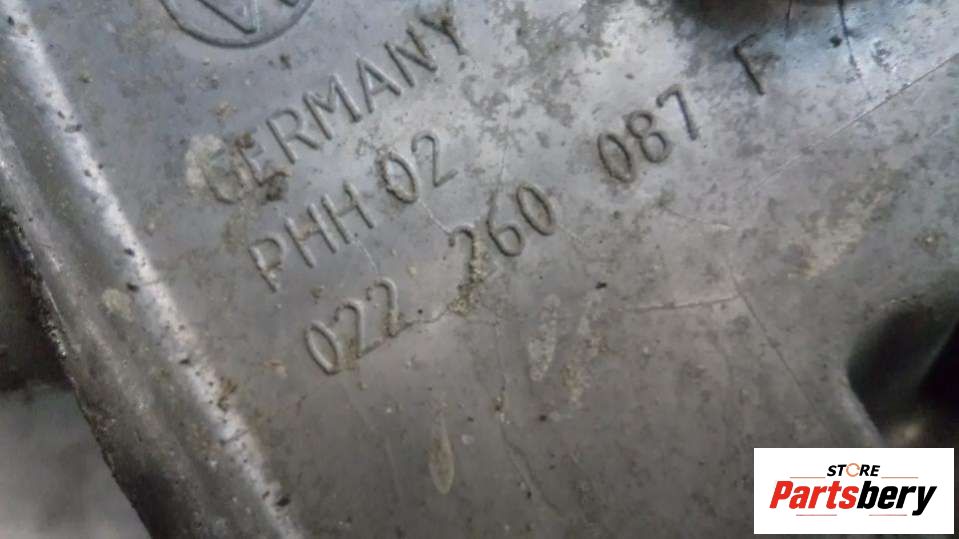 GERMANY
PHH 02
022 260 087 F
STORE
Partsbery